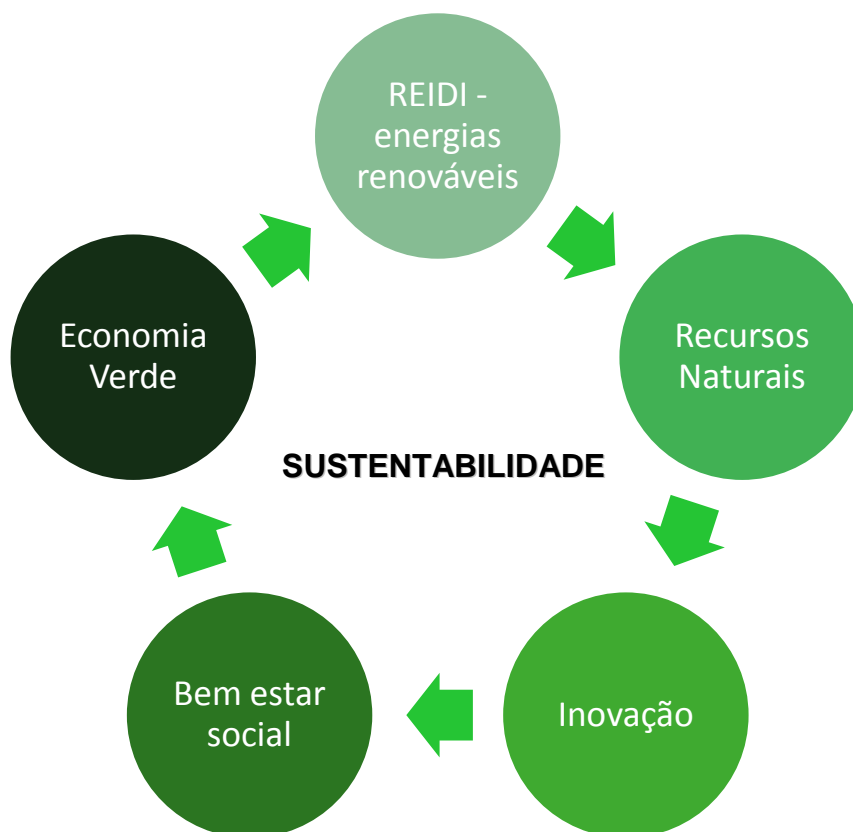 REIDI -
energias
renováveis
Recursos
Naturais
Inovação
Bem estar
social
Economia
Verde
SUSTENTABILIDADE